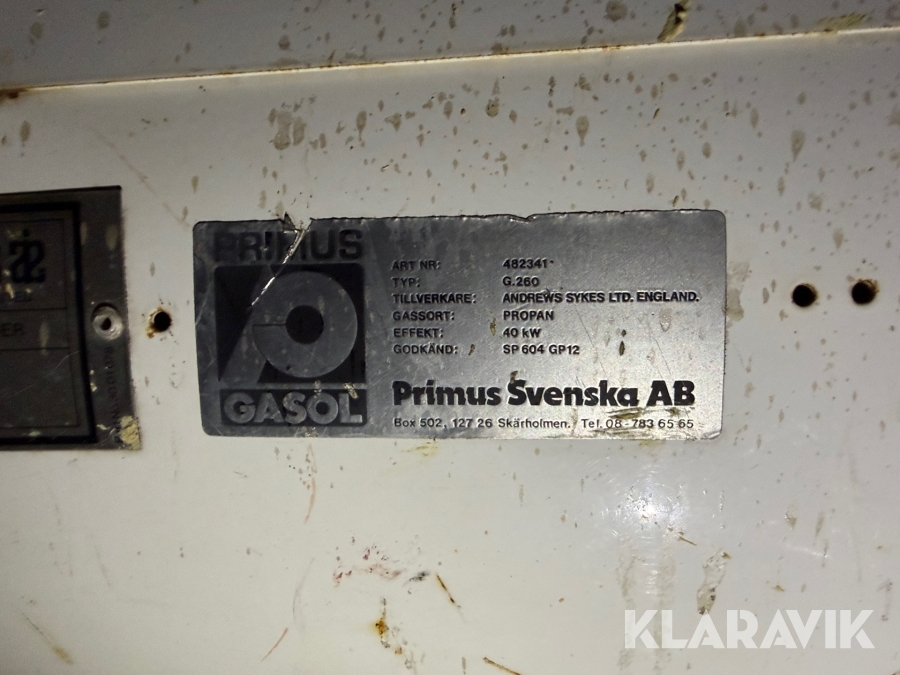 PRIMUS
GASOL
ART NR: 482341
TYP: G.260
TILLVERKARE: ANDREWS SYKES LTD. ENGLAND.
GASSORT: PROPAN
EFFEKT: 40 kW
GODKÄND: SP 604 GP12
Primus Svenska AB
Box 502, 127 26 Skärholmen. Tel. 08-783 65 65
KLARAVIK